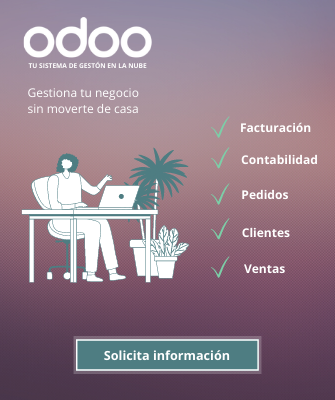 odoo
TU SISTEMA DE GESTÓN EN LA NUBE
Gestiona tu negocio
sin moverte de casa
Facturación
Contabilidad
Pedidos
Clientes
Ventas
Solicita información